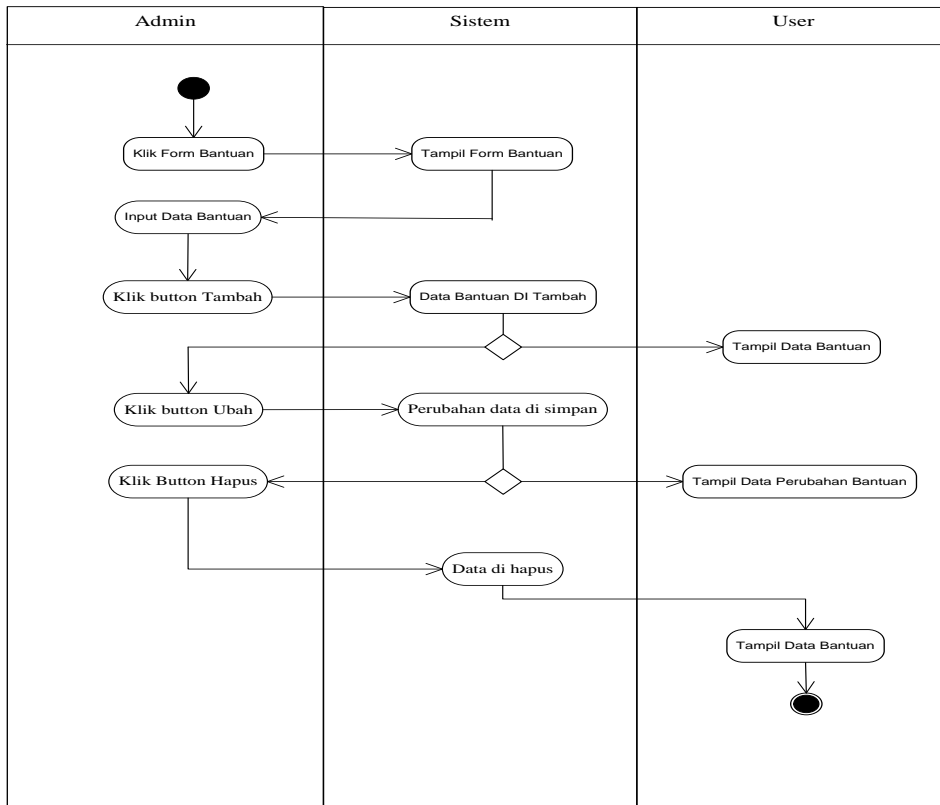 Admin
Sistem
User
Klik Form Bantuan
Tampil Form Bantuan
Input Data Bantuan
Klik button Tambah
Data Bantuan DI Tambah
Tampil Data Bantuan
Klik button Ubah
Perubahan data di simpan
Klik Button Hapus
Tampil Data Perubahan Bantuan
Data di hapus
Tampil Data Bantuan